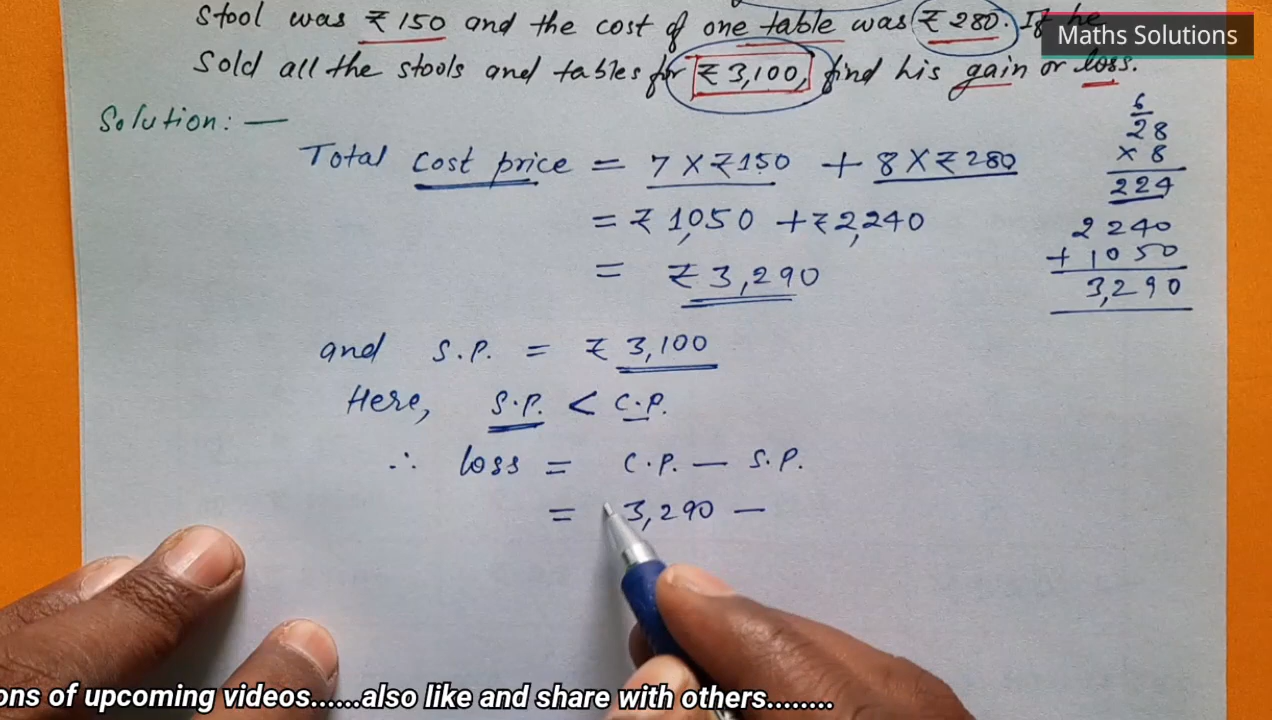 Stool was ₹ 150 and the cost of one table was ₹ 280. If he
Maths Solutions
Sold all the stools and tables for ₹ 3,100, find his gain or loss.
Solution: —
Total cost price = 7 × ₹150 + 8 × ₹280
= ₹ 1,050 + ₹2,240
= ₹ 3,290
and S.P. = ₹ 3,100
Here, S.P. < C.P.
∴ loss = C.P. — S.P.
= 3,290 —
6
28
× 8
224
2240
+ 1050
3,290
ons of upcoming videos......also like and share with others........